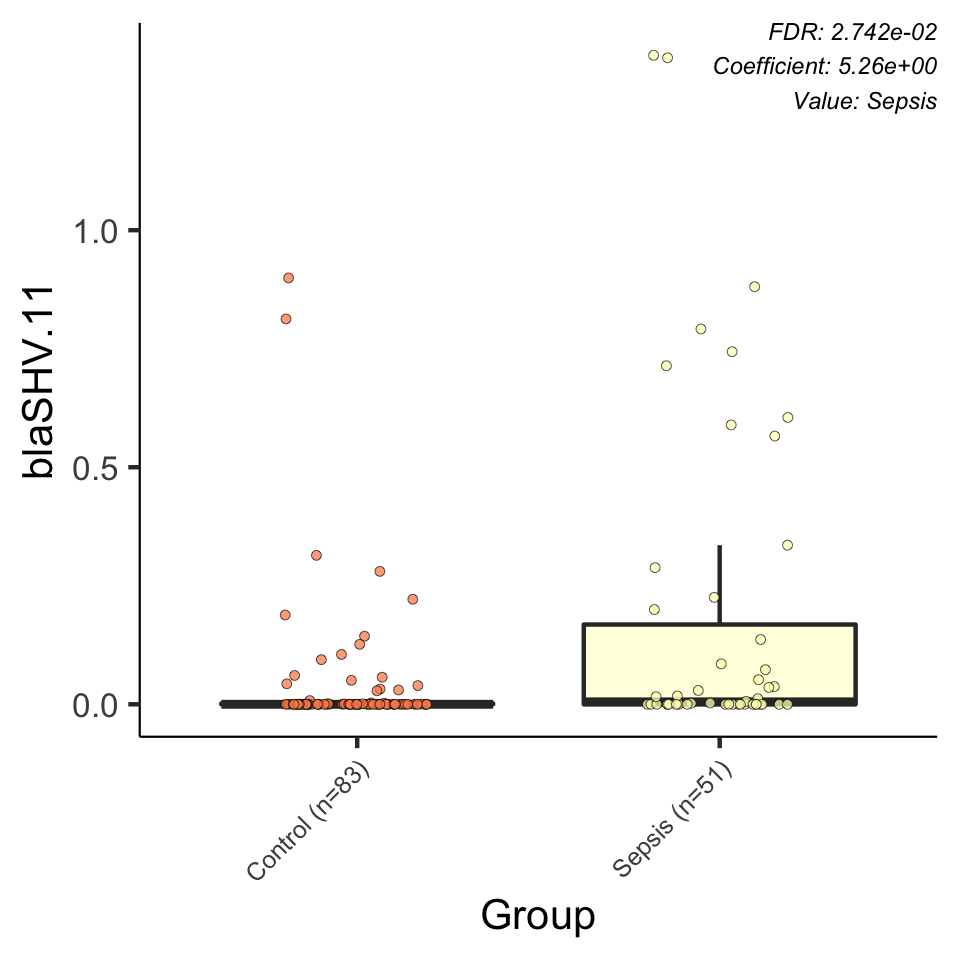 FDR: 2.742e-02
Coefficient: 5.26e+00
Value: Sepsis
1.0
0.5
0.0
blaSHV.11
Control (n=83)
Sepsis (n=51)
Group